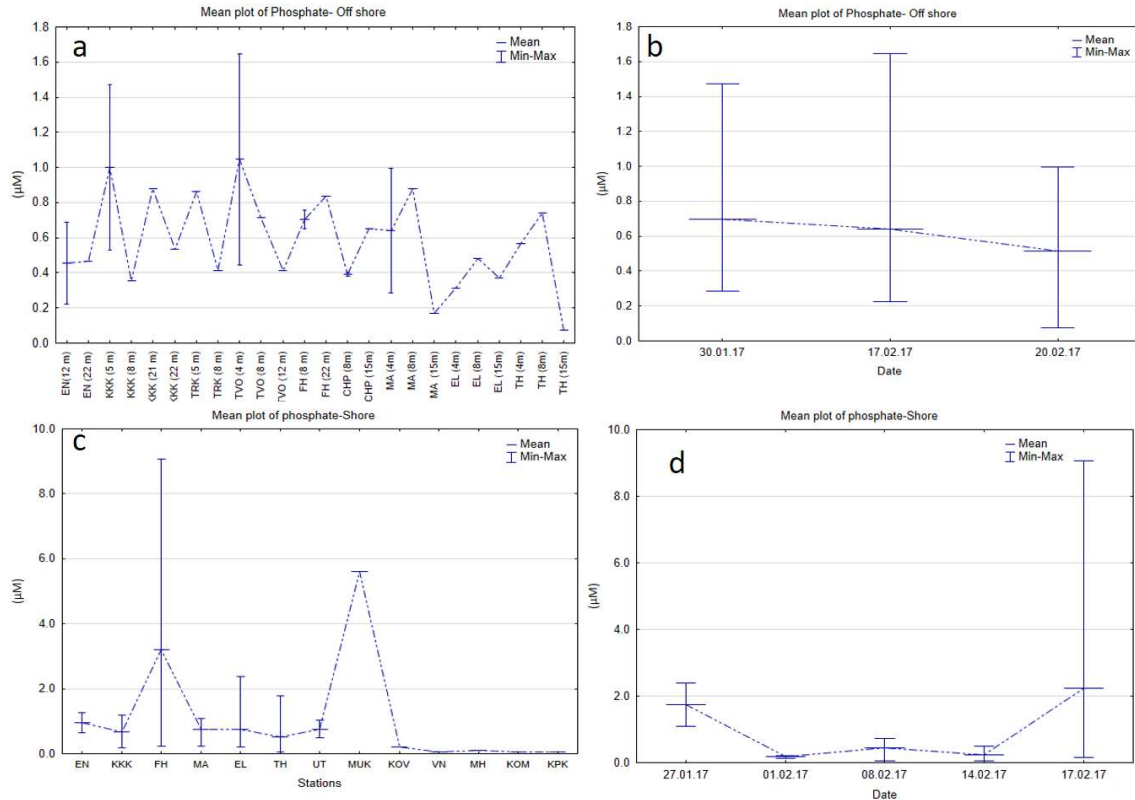 Mean plot of Phosphate- Off shore
a
Mean
Min-Max
1.8
1.6
1.4
1.2
1.0
0.8
0.6
0.4
0.2
0.0
(µM)
EN(12 m)
EN (22 m)
KKK (5 m)
KKK (8 m)
KKK (21 m)
KKK (22 m)
TRK (5 m)
TRK (8 m)
TVO (4 m)
TVO (8 m)
TVO (12 m)
FH (8 m)
FH (22 m)
CHP (8m)
CHP (15m)
MA (4 m)
MA (8m)
MA (15m)
EL (4m)
EL (8m)
EL (15m)
TH (4m)
TH (8m)
TH (15m)
Mean plot of Phosphate- Off shore
b
Mean
Min-Max
1.8
1.6
1.4
1.2
1.0
0.8
0.6
0.4
0.2
0.0
(µM)
30.01.17 17.02.17 20.02.17
Date
Mean plot of phosphate-Shore
c
Mean
Min-Max
10.0
8.0
6.0
4.0
2.0
0.0
(µM)
EN KKK FH MA EL TH UT MUK KOV VN MH KOM KPK
Stations
Mean plot of phosphate-Shore
d
Mean
Min-Max
10.0
8.0
6.0
4.0
2.0
0.0
(µM)
27.01.17 01.02.17 08.02.17 14.02.17 17.02.17
Date